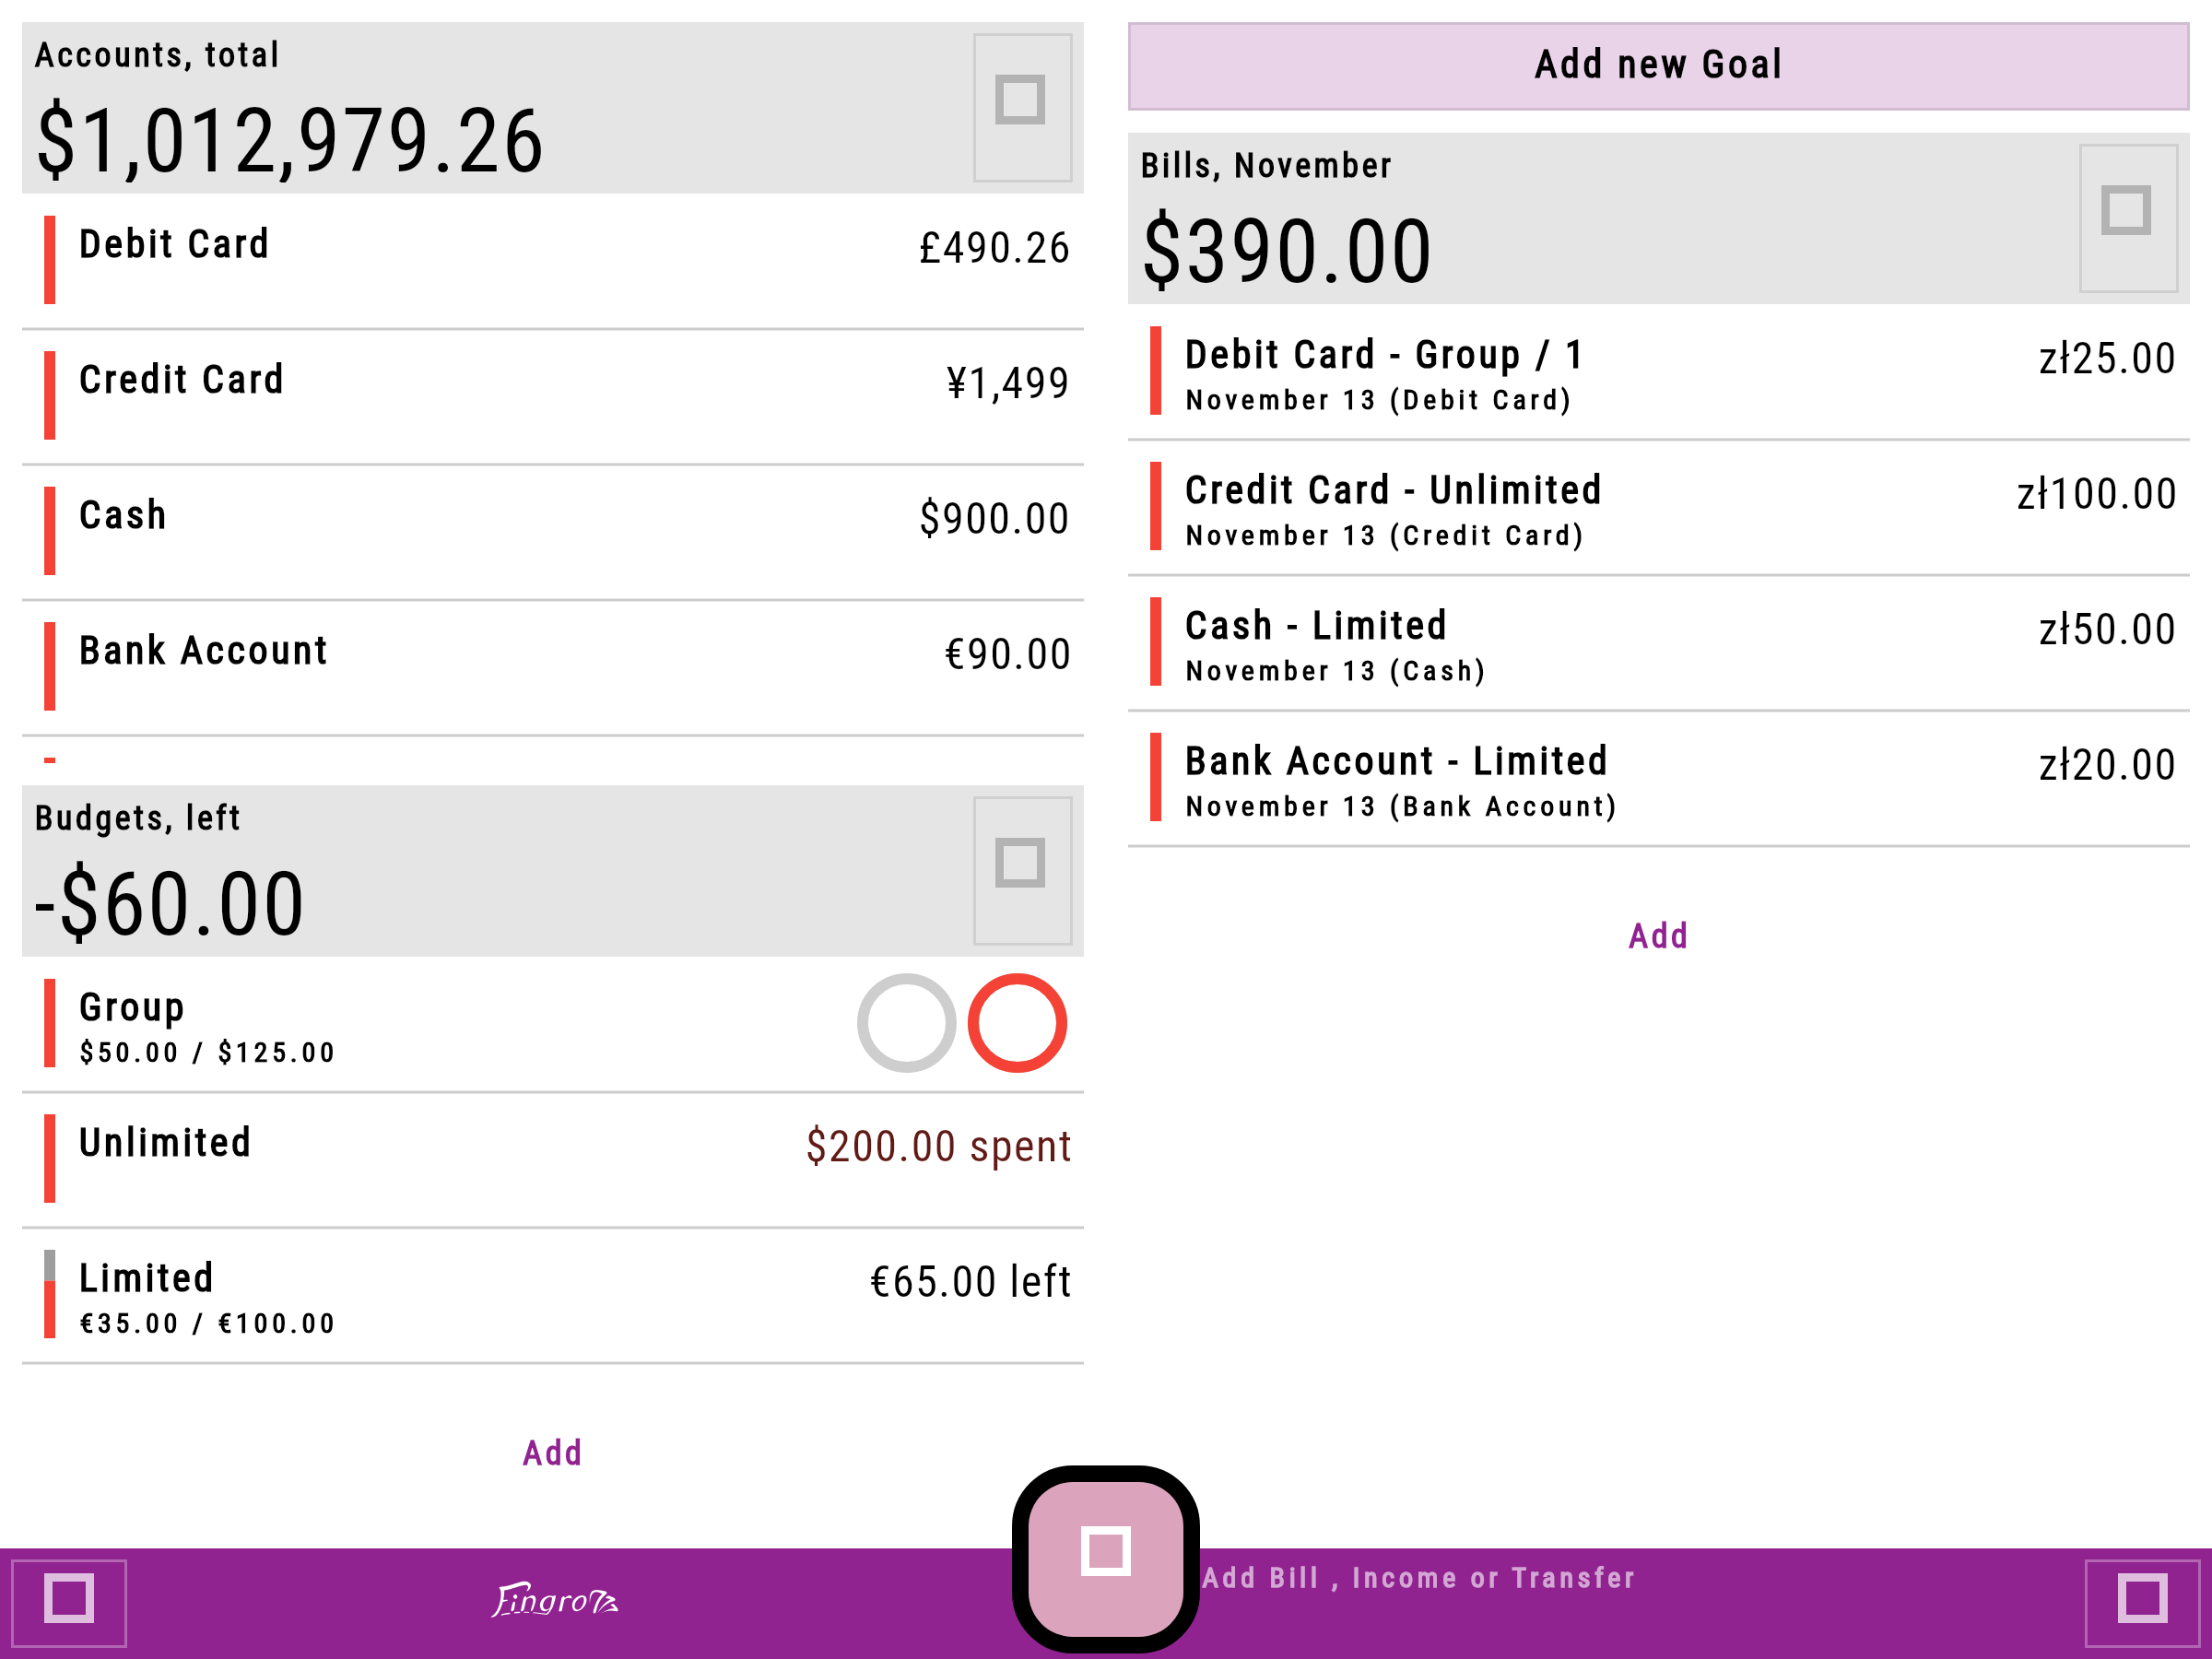 Accounts, total
$1,012,979.26
Debit Card
£490.26
Credit Card
¥1,499
Cash
$900.00
Bank Account
€90.00
Budgets, left
-$60.00
Group
$50.00 / $125.00
Unlimited
$200.00 spent
Limited
€65.00 left
€35.00 / €100.00
Add
Add new Goal
Bills, November
$390.00
Debit Card - Group / 1
zł25.00
November 13 (Debit Card)
Credit Card - Unlimited
zł100.00
November 13 (Credit Card)
Cash - Limited
zł50.00
November 13 (Cash)
Bank Account - Limited
zł20.00
November 13 (Bank Account)
Add
Fingro
Add Bill , Income or Transfer